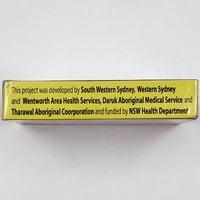 This project was developed by South Western Sydney, Western Sydney
and Wentworth Area Health Services, Daruk Aboriginal Medical Service and
Tharawal Aboriginal Coorporation and funded by NSW Health Department